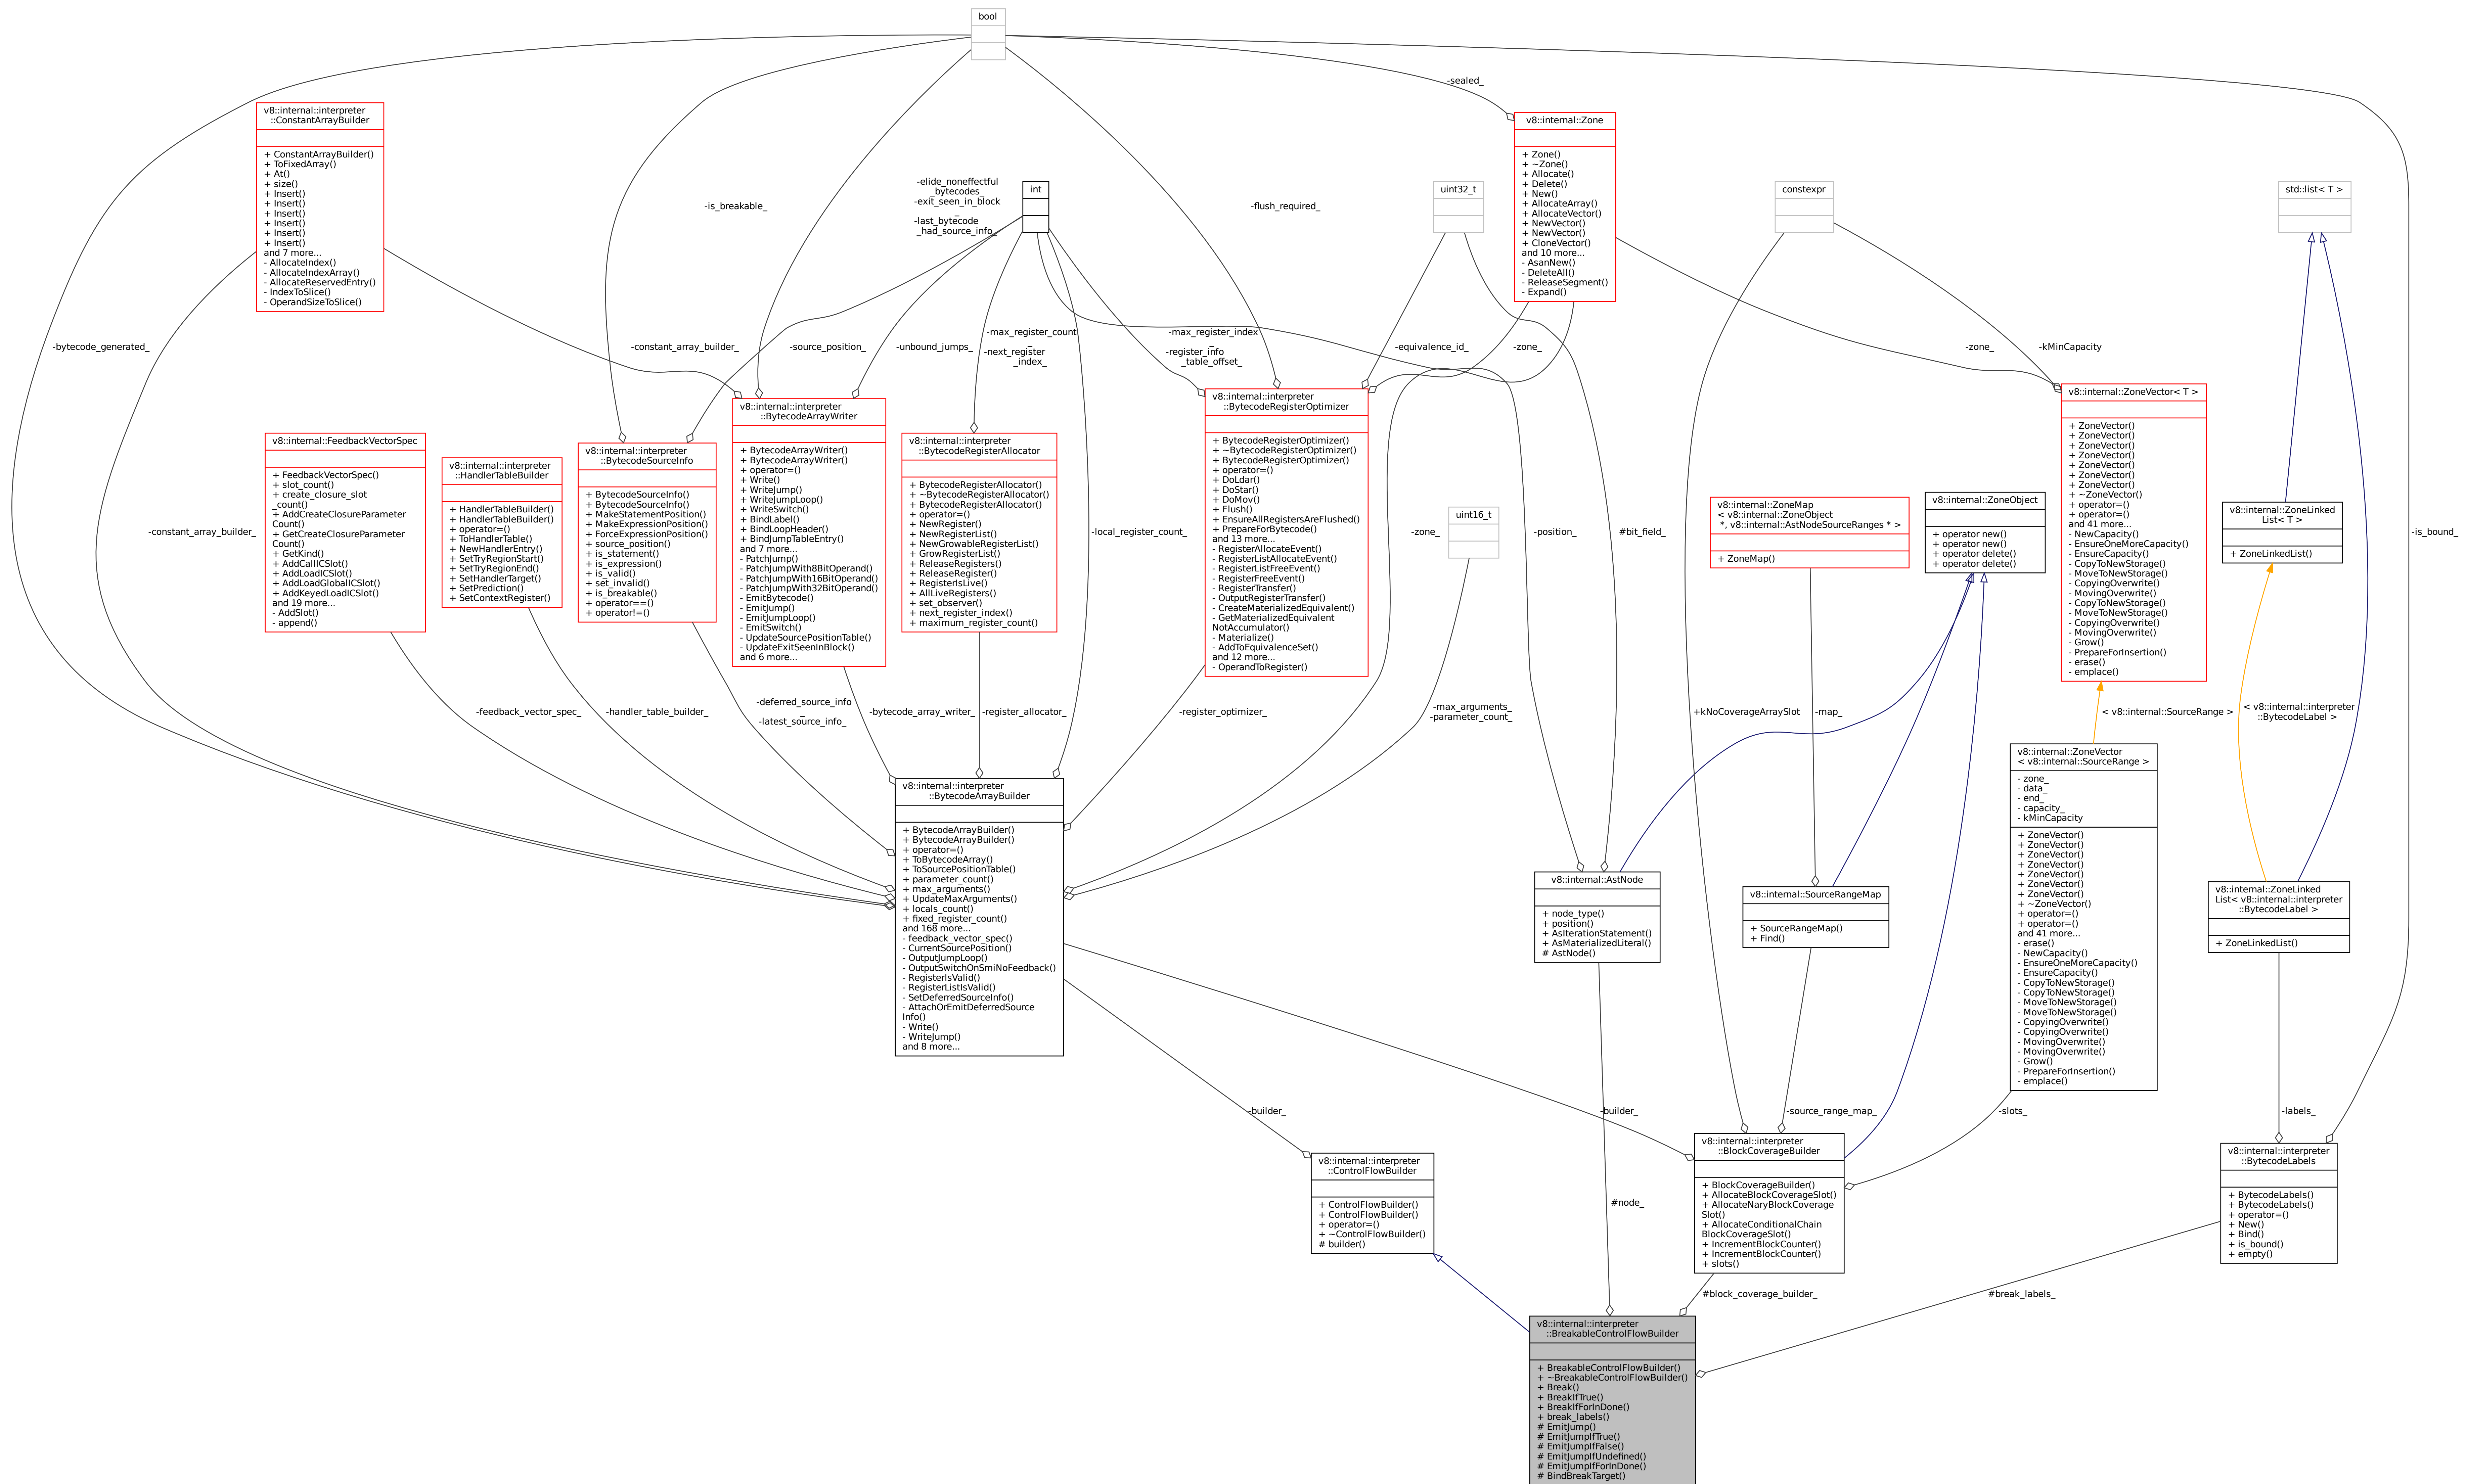 bool
-sealed_
v8::internal::interpreter
::ConstantArrayBuilder
+ ConstantArrayBuilder()
+ ToFixedArray()
+ At()
+ size()
+ Insert()
+ Insert()
+ Insert()
+ Insert()
+ Insert()
+ Insert()
and 7 more...
- AllocateIndex()
- AllocateIndexArray()
- AllocateReservedEntry()
- IndexToSlice()
- OperandSizeToSlice()
v8::internal::Zone
+ Zone()
+ ~Zone()
+ Allocate()
+ Delete()
+ New()
+ AllocateArray()
+ AllocateVector()
+ NewVector()
+ NewVector()
+ CloneVector()
and 10 more...
- AsanNew()
- DeleteAll()
- ReleaseSegment()
- Expand()
-is_breakable_
-elide_noneffectful
_bytecodes_
-exit_seen_in_block
_
-last_bytecode
_had_source_info_
int
-flush_required_
uint32_t
constexpr
std::list< T >
-bytecode_generated_
-constant_array_builder_
-source_position_
-unbound_jumps_
-max_register_count
_
-next_register
_index_
-max_register_index
_
-register_info
_table_offset_
-equivalence_id_
-zone_
-zone_
-kMinCapacity
v8::internal::FeedbackVectorSpec
+ FeedbackVectorSpec()
+ slot_count()
+ create_closure_slot
_count()
+ AddCreateClosureParameter
Count()
+ GetCreateClosureParameter
Count()
+ GetKind()
+ AddCallICSlot()
+ AddLoadICSlot()
+ AddLoadGlobalICSlot()
+ AddKeyedLoadICSlot()
and 19 more...
- AddSlot()
- append()
v8::internal::interpreter
::HandlerTableBuilder
+ HandlerTableBuilder()
+ HandlerTableBuilder()
+ operator=()
+ ToHandlerTable()
+ NewHandlerEntry()
+ SetTryRegionStart()
+ SetTryRegionEnd()
+ SetHandlerTarget()
+ SetPrediction()
+ SetContextRegister()
v8::internal::interpreter
::BytecodeSourceInfo
+ BytecodeSourceInfo()
+ BytecodeSourceInfo()
+ MakeStatementPosition()
+ MakeExpressionPosition()
+ ForceExpressionPosition()
+ source_position()
+ is_statement()
+ is_expression()
+ is_valid()
+ set_invalid()
+ is_breakable()
+ operator==()
+ operator!=()
v8::internal::interpreter
::BytecodeArrayWriter
+ BytecodeArrayWriter()
+ BytecodeArrayWriter()
+ operator=()
+ Write()
+ WriteJump()
+ WriteJumpLoop()
+ WriteSwitch()
+ BindLabel()
+ BindLoopHeader()
+ BindJumpTableEntry()
and 7 more...
- PatchJump()
- PatchJumpWith8BitOperand()
- PatchJumpWith16BitOperand()
- PatchJumpWith32BitOperand()
- EmitBytecode()
- EmitJump()
- EmitJumpLoop()
- EmitSwitch()
- UpdateSourcePositionTable()
- UpdateExitSeenInBlock()
and 6 more...
v8::internal::interpreter
::BytecodeRegisterAllocator
+ BytecodeRegisterAllocator()
+ ~BytecodeRegisterAllocator()
+ BytecodeRegisterAllocator()
+ operator=()
+ NewRegister()
+ NewRegisterList()
+ NewGrowableRegisterList()
+ GrowRegisterList()
+ ReleaseRegisters()
+ ReleaseRegister()
+ RegisterIsLive()
+ AllLiveRegisters()
+ set_observer()
+ next_register_index()
+ maximum_register_count()
v8::internal::interpreter
::BytecodeRegisterOptimizer
+ BytecodeRegisterOptimizer()
+ ~BytecodeRegisterOptimizer()
+ BytecodeRegisterOptimizer()
+ operator=()
+ DoLdar()
+ DoStar()
+ DoMov()
+ Flush()
+ EnsureAllRegistersAreFlushed()
+ PrepareForBytecode()
and 13 more...
- RegisterAllocateEvent()
- RegisterListAllocateEvent()
- RegisterListFreeEvent()
- RegisterFreeEvent()
- RegisterTransfer()
- OutputRegisterTransfer()
- CreateMaterializedEquivalent()
- GetMaterializedEquivalent
NotAccumulator()
- Materialize()
- AddToEquivalenceSet()
and 12 more...
- OperandToRegister()
-constant_array_builder_
-local_register_count_
-zone_
uint16_t
-position_
#bit_field_
v8::internal::ZoneMap
< v8::internal::ZoneObject
*, v8::internal::AstNodeSourceRanges * >
+ ZoneMap()
v8::internal::ZoneObject
+ operator new()
+ operator new()
+ operator delete()
+ operator delete()
v8::internal::ZoneVector< T >
+ ZoneVector()
+ ZoneVector()
+ ZoneVector()
+ ZoneVector()
+ ZoneVector()
+ ZoneVector()
+ ZoneVector()
+ ~ZoneVector()
+ operator=()
+ operator=()
and 41 more...
- NewCapacity()
- EnsureOneMoreCapacity()
- EnsureCapacity()
- CopyToNewStorage()
- MoveToNewStorage()
- CopyingOverwrite()
- MovingOverwrite()
- CopyToNewStorage()
- MoveToNewStorage()
- CopyingOverwrite()
- MovingOverwrite()
- Grow()
- PrepareForInsertion()
- erase()
- emplace()
v8::internal::ZoneLinked
List< T >
+ ZoneLinkedList()
-is_bound_
-feedback_vector_spec_
-handler_table_builder_
-deferred_source_info
_
-latest_source_info_
-bytecode_array_writer_
-register_allocator_
-register_optimizer_
-max_arguments_
-parameter_count_
+kNoCoverageArraySlot
-map_
< v8::internal::SourceRange >
< v8::internal::interpreter
::BytecodeLabel >
v8::internal::interpreter
::BytecodeArrayBuilder
+ BytecodeArrayBuilder()
+ BytecodeArrayBuilder()
+ operator=()
+ ToBytecodeArray()
+ ToSourcePositionTable()
+ parameter_count()
+ max_arguments()
+ UpdateMaxArguments()
+ locals_count()
+ fixed_register_count()
and 168 more...
- feedback_vector_spec()
- CurrentSourcePosition()
- OutputJumpLoop()
- OutputSwitchOnSmiNoFeedback()
- RegisterIsValid()
- RegisterListIsValid()
- SetDeferredSourceInfo()
- AttachOrEmitDeferredSource
Info()
- Write()
- WriteJump()
and 8 more...
v8::internal::AstNode
+ node_type()
+ position()
+ AsIterationStatement()
+ AsMaterializedLiteral()
# AstNode()
v8::internal::SourceRangeMap
+ SourceRangeMap()
+ Find()
v8::internal::ZoneVector
< v8::internal::SourceRange >
- zone_
- data_
- end_
- capacity_
- kMinCapacity
+ ZoneVector()
+ ZoneVector()
+ ZoneVector()
+ ZoneVector()
+ ZoneVector()
+ ZoneVector()
+ ZoneVector()
+ ~ZoneVector()
+ operator=()
+ operator=()
and 41 more...
- erase()
- NewCapacity()
- EnsureOneMoreCapacity()
- EnsureCapacity()
- CopyToNewStorage()
- CopyToNewStorage()
- MoveToNewStorage()
- MoveToNewStorage()
- CopyingOverwrite()
- CopyingOverwrite()
- MovingOverwrite()
- MovingOverwrite()
- Grow()
- PrepareForInsertion()
- emplace()
v8::internal::ZoneLinked
List< v8::internal::interpreter
::BytecodeLabel >
+ ZoneLinkedList()
-builder_
-builder_
-source_range_map_
-slots_
-labels_
v8::internal::interpreter
::ControlFlowBuilder
+ ControlFlowBuilder()
+ ControlFlowBuilder()
+ operator=()
+ ~ControlFlowBuilder()
# builder()
#node_
v8::internal::interpreter
::BlockCoverageBuilder
+ BlockCoverageBuilder()
+ AllocateBlockCoverageSlot()
+ AllocateNaryBlockCoverage
Slot()
+ AllocateConditionalChain
BlockCoverageSlot()
+ IncrementBlockCounter()
+ IncrementBlockCounter()
+ slots()
v8::internal::interpreter
::BytecodeLabels
+ BytecodeLabels()
+ BytecodeLabels()
+ operator=()
+ New()
+ Bind()
+ is_bound()
+ empty()
#block_coverage_builder_
#break_labels_
v8::internal::interpreter
::BreakableControlFlowBuilder
+ BreakableControlFlowBuilder()
+ ~BreakableControlFlowBuilder()
+ Break()
+ BreakIfTrue()
+ BreakIfForInDone()
+ break_labels()
# EmitJump()
# EmitJumpIfTrue()
# EmitJumpIfFalse()
# EmitJumpIfUndefined()
# EmitJumpIfForInDone()
# BindBreakTarget()